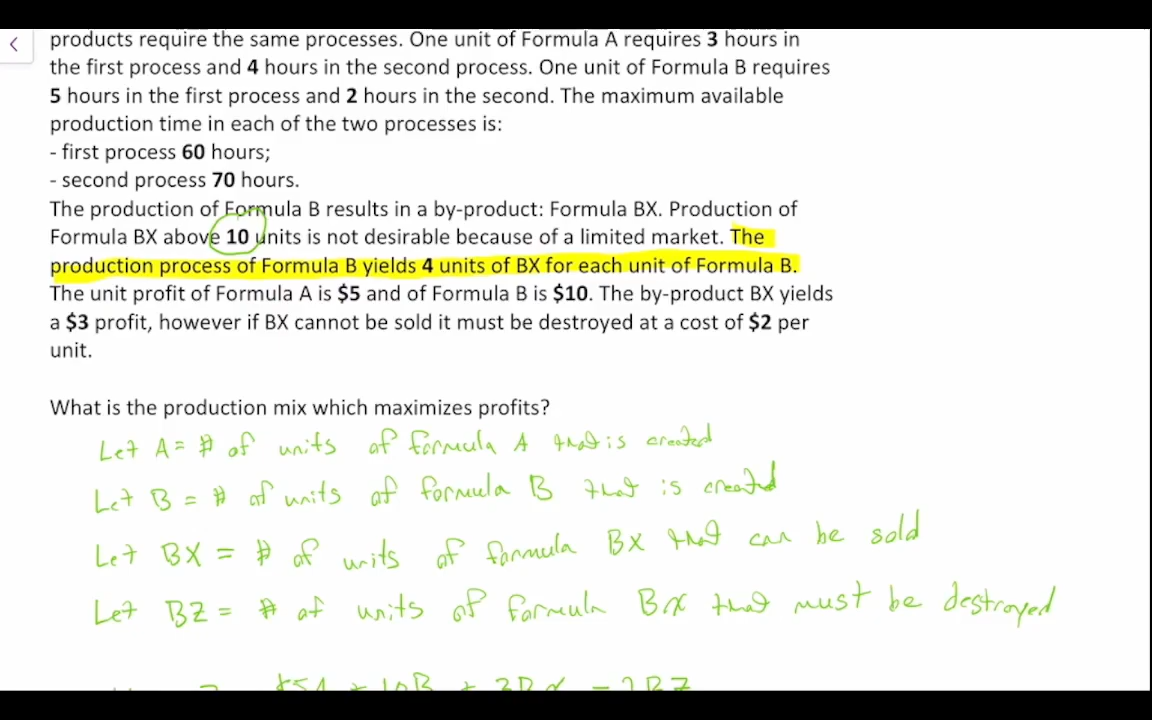 products require the same processes. One unit of Formula A requires 3 hours in
the first process and 4 hours in the second process. One unit of Formula B requires
5 hours in the first process and 2 hours in the second. The maximum available
production time in each of the two processes is:
- first process 60 hours;
- second process 70 hours.
The production of Formula B results in a by-product: Formula BX. Production of
Formula BX above 10 units is not desirable because of a limited market. The
production process of Formula B yields 4 units of BX for each unit of Formula B.
The unit profit of Formula A is $5 and of Formula B is $10. The by-product BX yields
a $3 profit, however if BX cannot be sold it must be destroyed at a cost of $2 per
unit.
What is the production mix which maximizes profits?
Let A = # of units of formula A that is created
Let B = # of units of formula B that is created
Let BX = # of units of formula BX that can be sold
Let BZ = # of units of formula Bx that must be destroyed